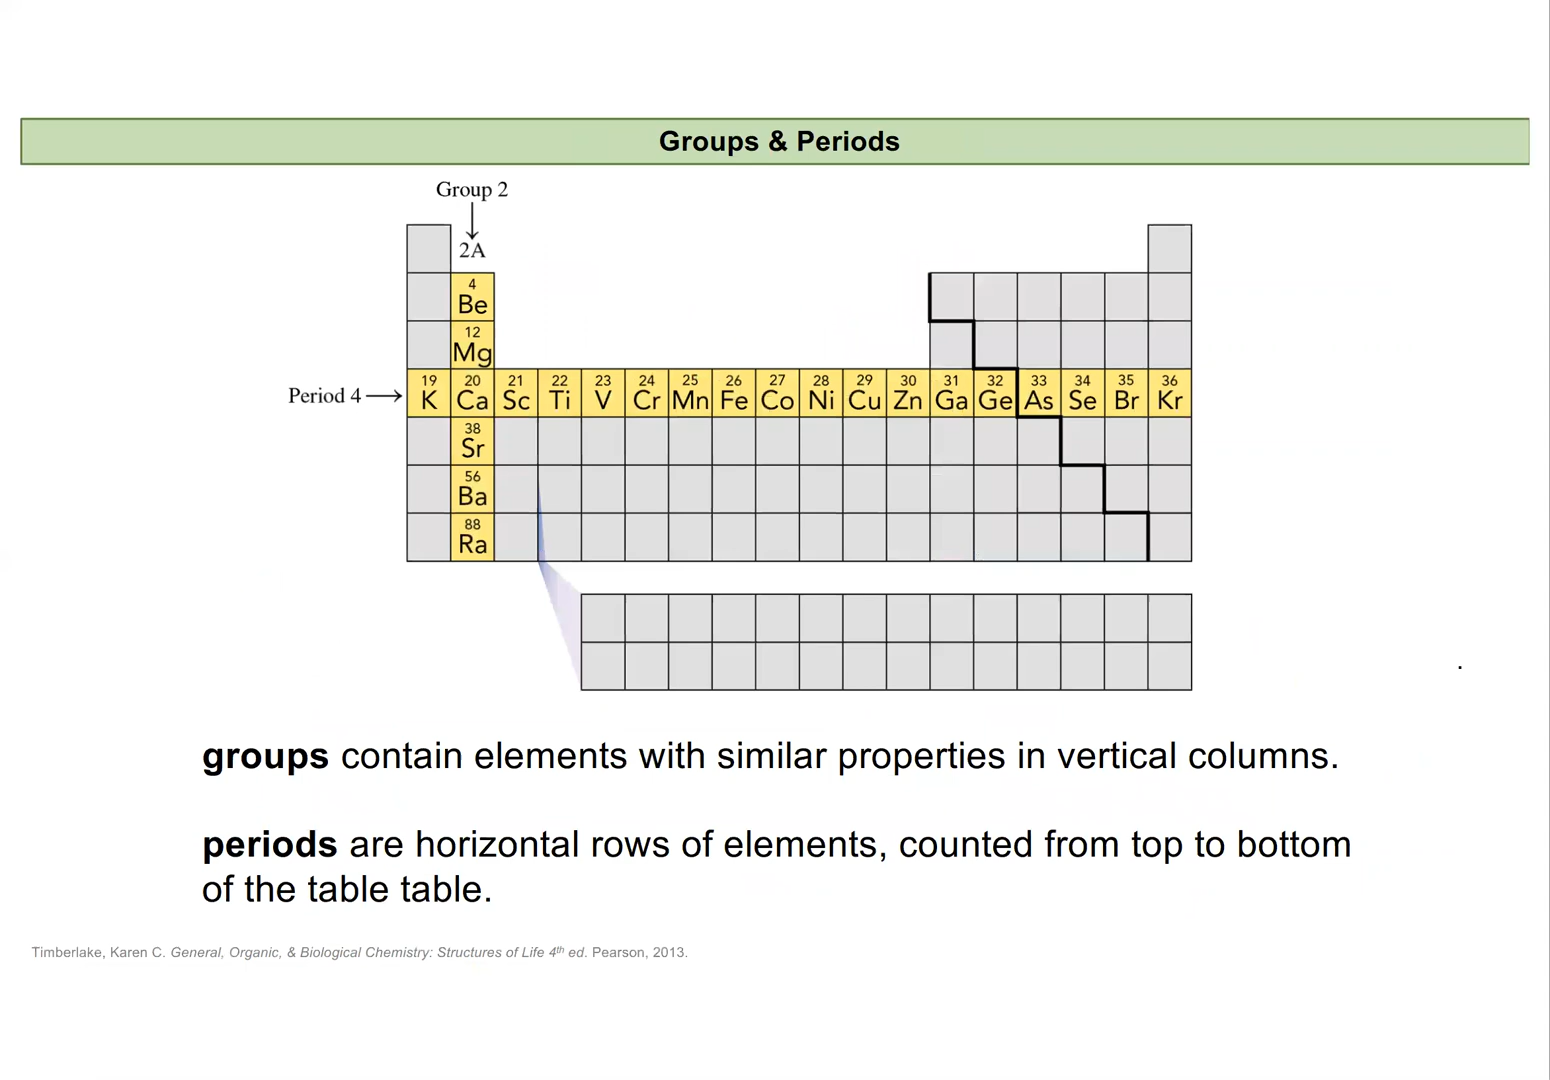 Groups & Periods
Group 2
2A
4
Be
12
Mg
Period 4
19 20 21 22 23 24 25 26 27 28 29 30 31 32 33 34 35 36
K Ca Sc Ti V Cr Mn Fe Co Ni Cu Zn Ga Ge As Se Br Kr
38
Sr
56
Ba
88
Ra
groups contain elements with similar properties in vertical columns.
periods are horizontal rows of elements, counted from top to bottom
of the table table.
Timberlake, Karen C. General, Organic, & Biological Chemistry: Structures of Life 4th ed. Pearson, 2013.